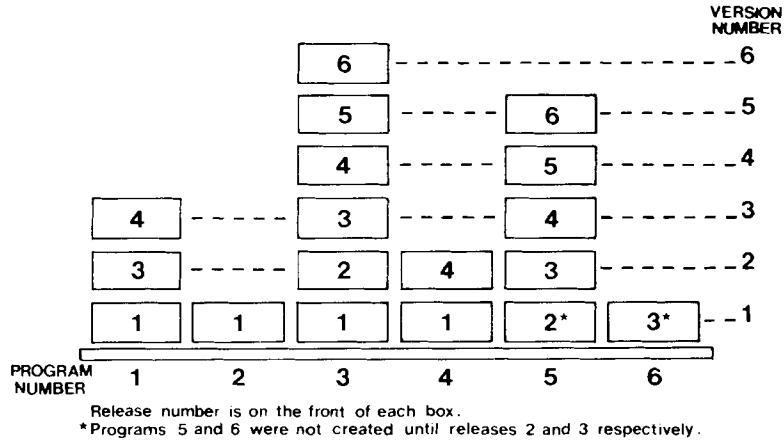 VERSION
NUMBER
6 6
5 6 5
4 5 4
4 3 4 3
3 2 4 3 2
1 1 1 1 2* 3* 1
PROGRAM
NUMBER 1 2 3 4 5 6
Release number is on the front of each box.
*Programs 5 and 6 were not created until releases 2 and 3 respectively.